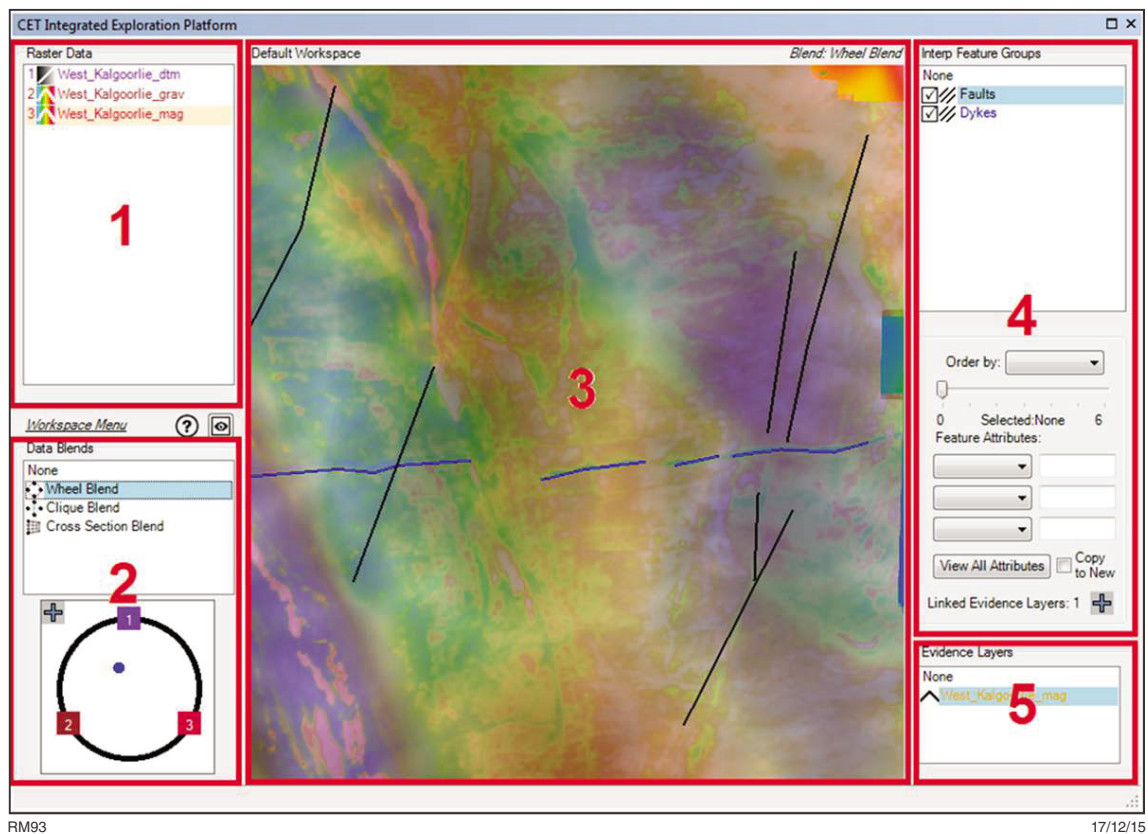 CET Integrated Exploration Platform
Raster Data
1 West_Kalgoorlie_dtm
2 West_Kalgoorlie_grav
3 West_Kalgoorlie_mag
1
Workspace Menu ?
Data Blends
None
Wheel Blend
Clique Blend
Cross Section Blend
2
1
2
3
Default Workspace
Blend: Wheel Blend
3
Interp Feature Groups
None
Faults
Dykes
4
Order by:
0 Selected:None 6
Feature Attributes:
View All Attributes
Copy
to New
Linked Evidence Layers: 1
Evidence Layers
None
West_Kalgoorlie_mag
5
RM93
17/12/15